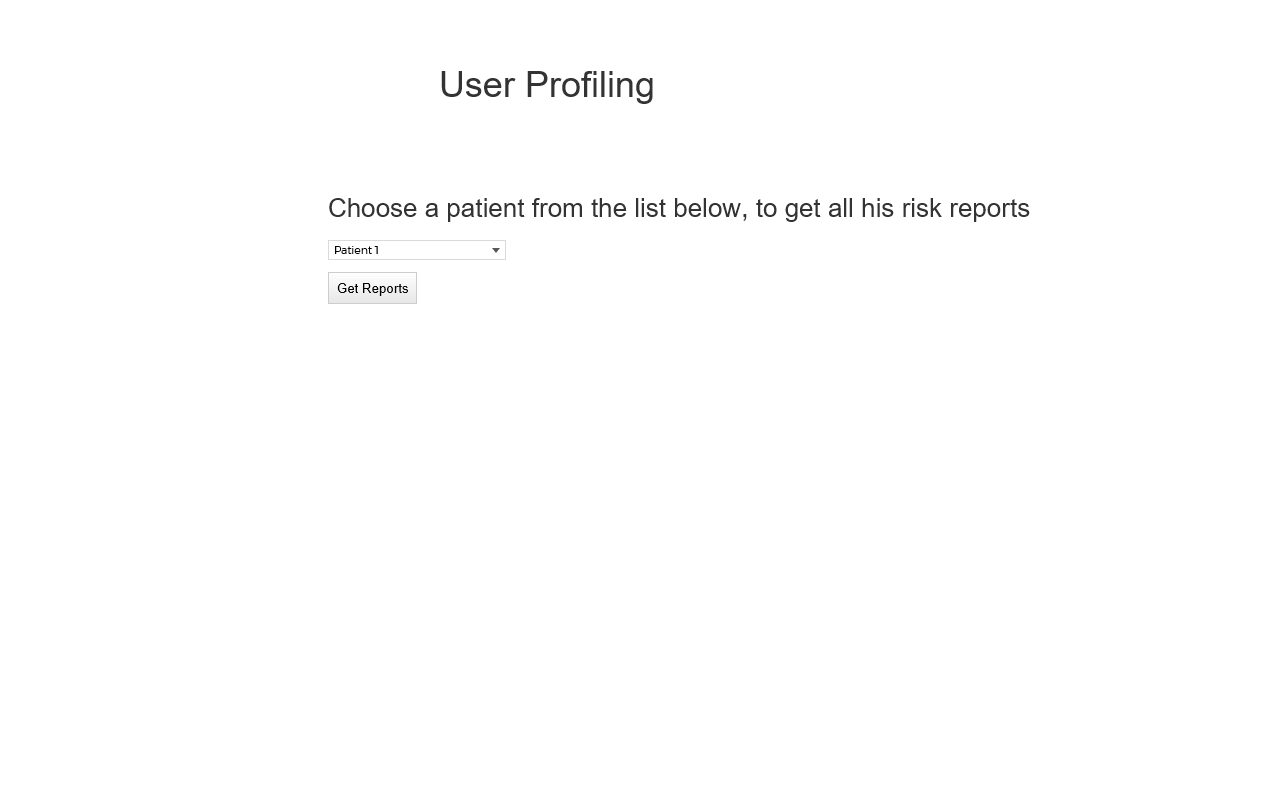 User Profiling
Choose a patient from the list below, to get all his risk reports
Patient 1
Get Reports